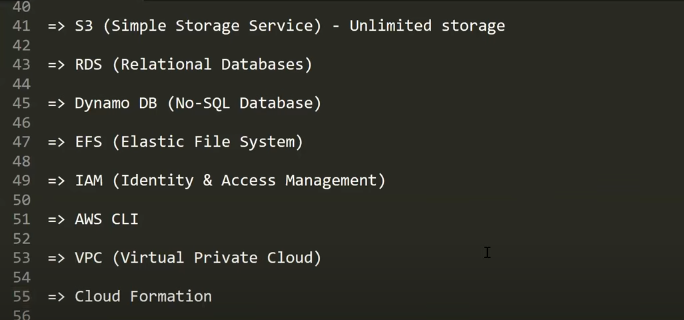 40
41 => S3 (Simple Storage Service) - Unlimited storage
42
43 => RDS (Relational Databases)
44
45 => Dynamo DB (No-SQL Database)
46
47 => EFS (Elastic File System)
48
49 => IAM (Identity & Access Management)
50
51 => AWS CLI
52
53 => VPC (Virtual Private Cloud)
54
55 => Cloud Formation
56